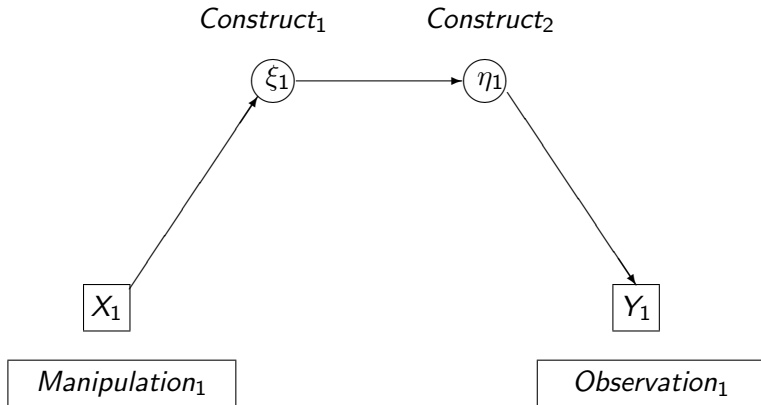 Construct₁ Construct₂
ξ₁ η₁
X₁ Y₁
Manipulation₁ Observation₁